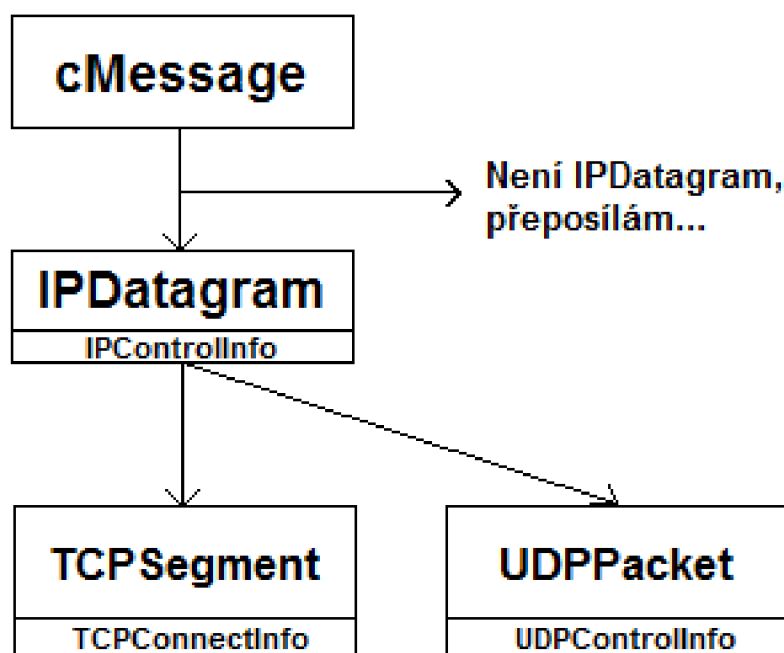 cMessage
Není IPDatagram,
přeposílám...
IPDatagram
IPControlInfo
TCPSegment
TCPConnectInfo
UDPPacket
UDPControlInfo